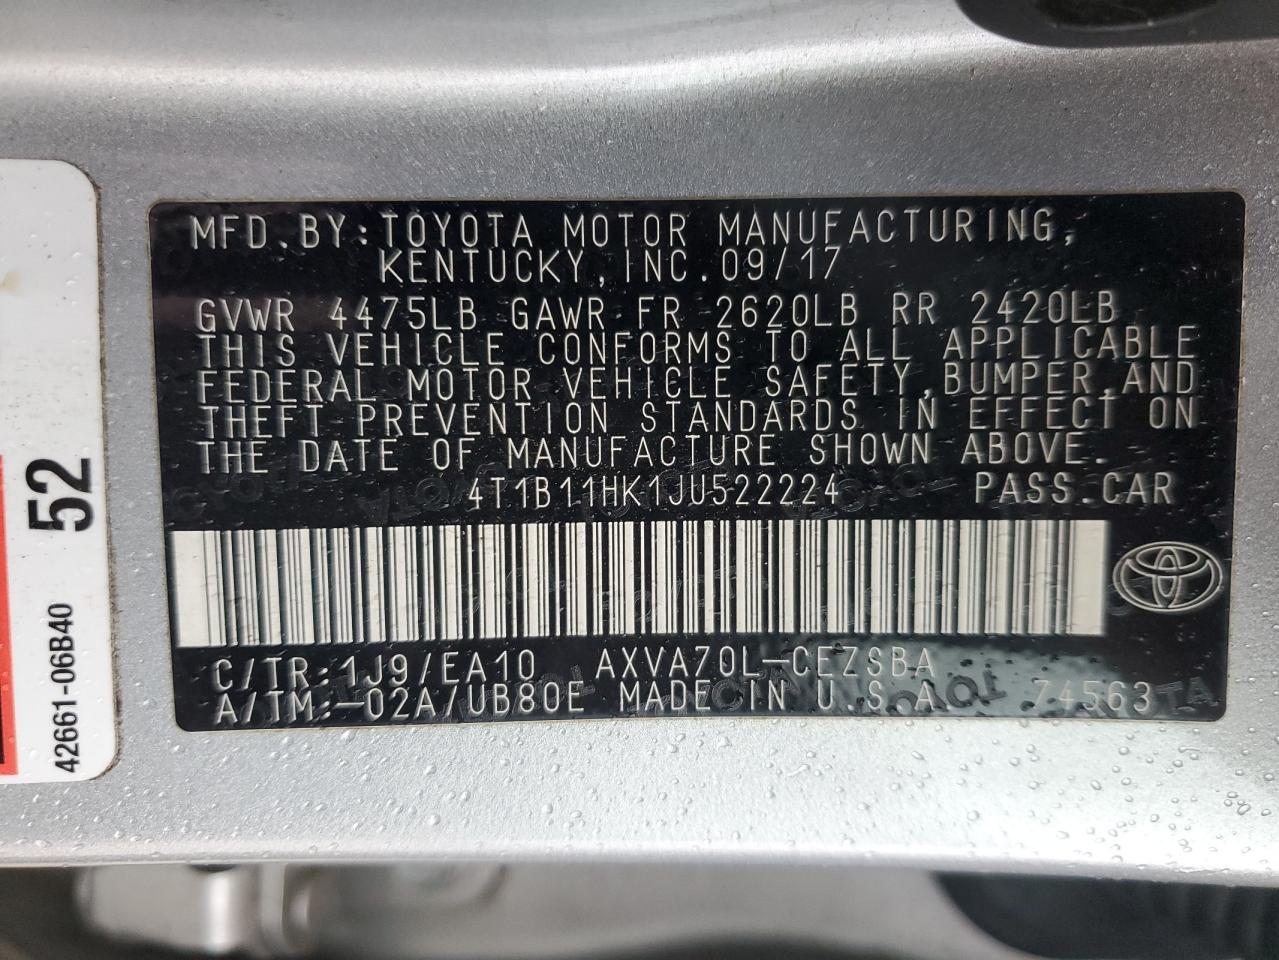 MFD.BY:TOYOTA MOTOR MANUFACTURING,
KENTUCKY,INC.09/17
GVWR 4475LB GAWR FR 2620LB RR 2420LB
THIS VEHICLE CONFORMS TO ALL APPLICABLE
FEDERAL MOTOR VEHICLE SAFETY,BUMPER,AND
THEFT PREVENTION STANDARDS IN EFFECT ON
THE DATE OF MANUFACTURE SHOWN ABOVE.
4T1B11HK1JU522224 PASS.CAR
C/TR:1J9/EA10 AXVA70L-CEZSBA
A/TM:-02A/UB80E MADE IN U.S.A. 74563
52
42661-06B40